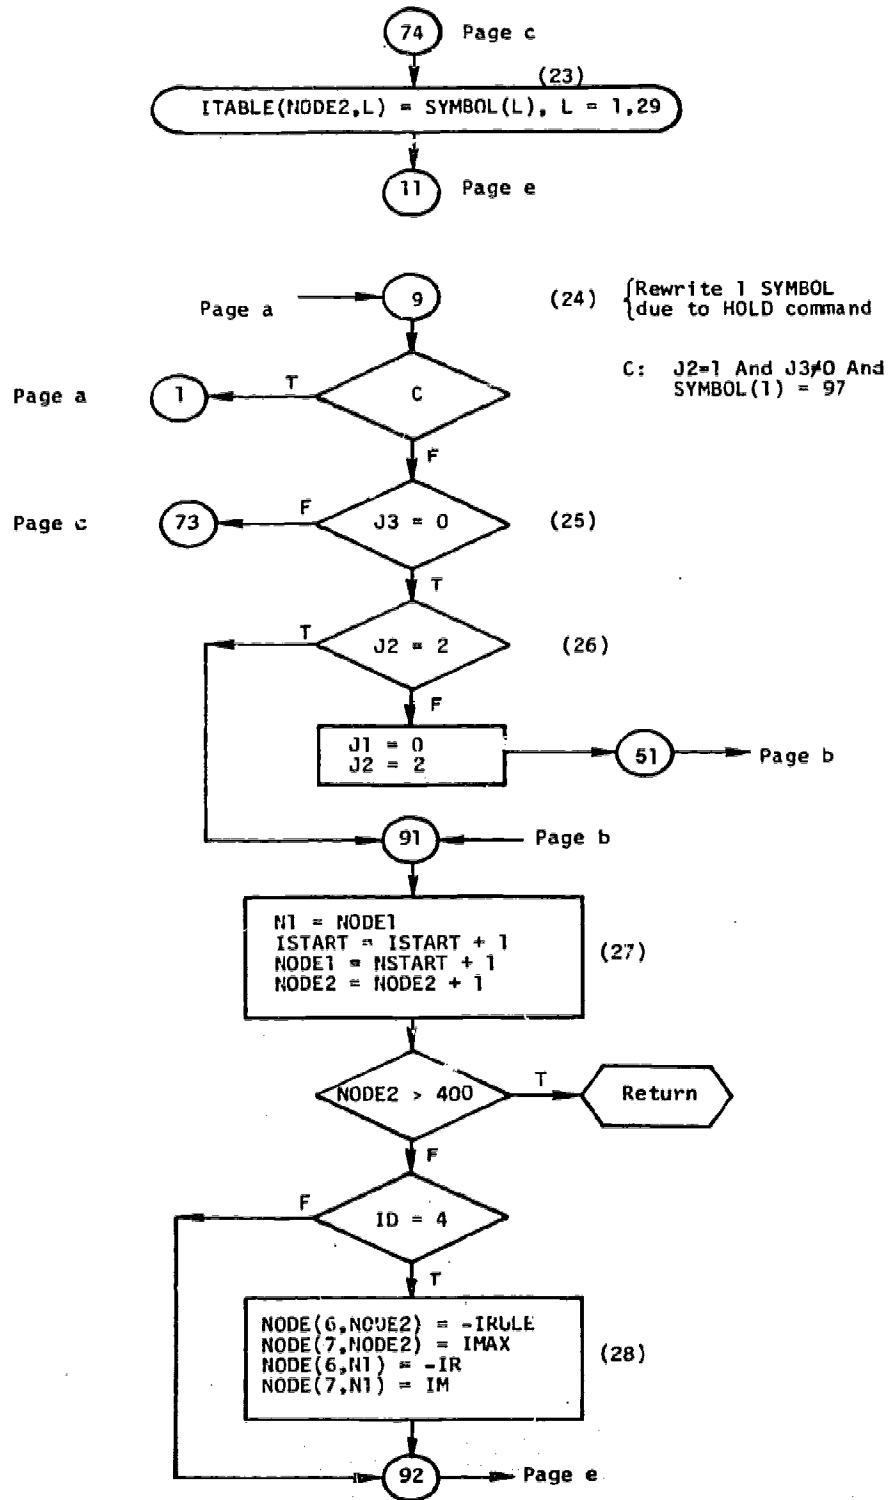 74 Page c
(23)
ITABLE(NODE2,L) = SYMBOL(L), L = 1,29
11 Page e
Page a 9 (24) {Rewrite 1 SYMBOL
due to HOLD command
C: J2=1 And J3≠0 And
SYMBOL(1) = 97
Page a 1 T C
F
Page c 73 F J3 = 0 (25)
T
T J2 = 2 (26)
F
J1 = 0
J2 = 2
51 Page b
91 Page b
N1 = NODE1
ISTART = ISTART + 1
NODE1 = NSTART + 1
NODE2 = NODE2 + 1
(27)
NODE2 > 400 T Return
F
F ID = 4
T
NODE(6,NODE2) = -IRULE
NODE(7,NODE2) = IMAX
NODE(6,N1) = -IR
NODE(7,N1) = IM
(28)
92 Page e